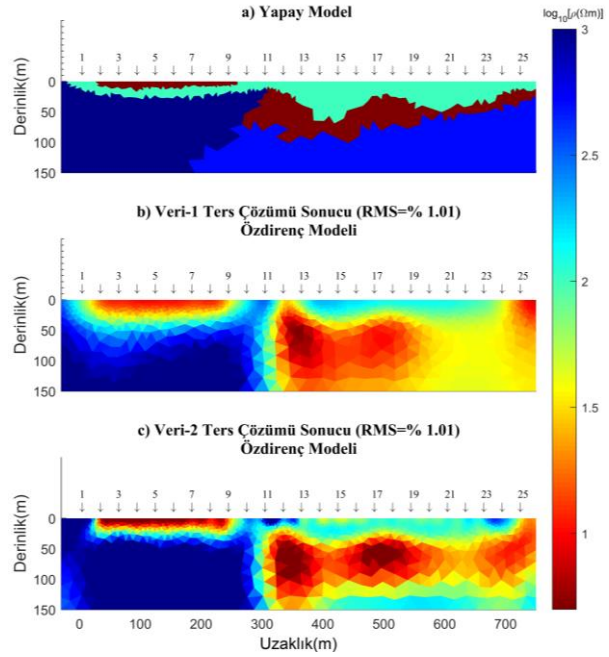 log₁₀[ρ(Ωm)]
a) Yapay Model
1 3 5 7 9 11 13 15 17 19 21 23 25
Derinlik(m)
0
50
100
150
b) Veri-1 Ters Çözümü Sonucu (RMS=% 1.01)
Özdirenç Modeli
1 3 5 7 9 11 13 15 17 19 21 23 25
Derinlik(m)
0
50
100
150
c) Veri-2 Ters Çözümü Sonucu (RMS=% 1.01)
Özdirenç Modeli
1 3 5 7 9 11 13 15 17 19 21 23 25
Derinlik(m)
0
50
100
150
0 100 200 300 400 500 600 700
Uzaklık(m)
3
2.5
2
1.5
1